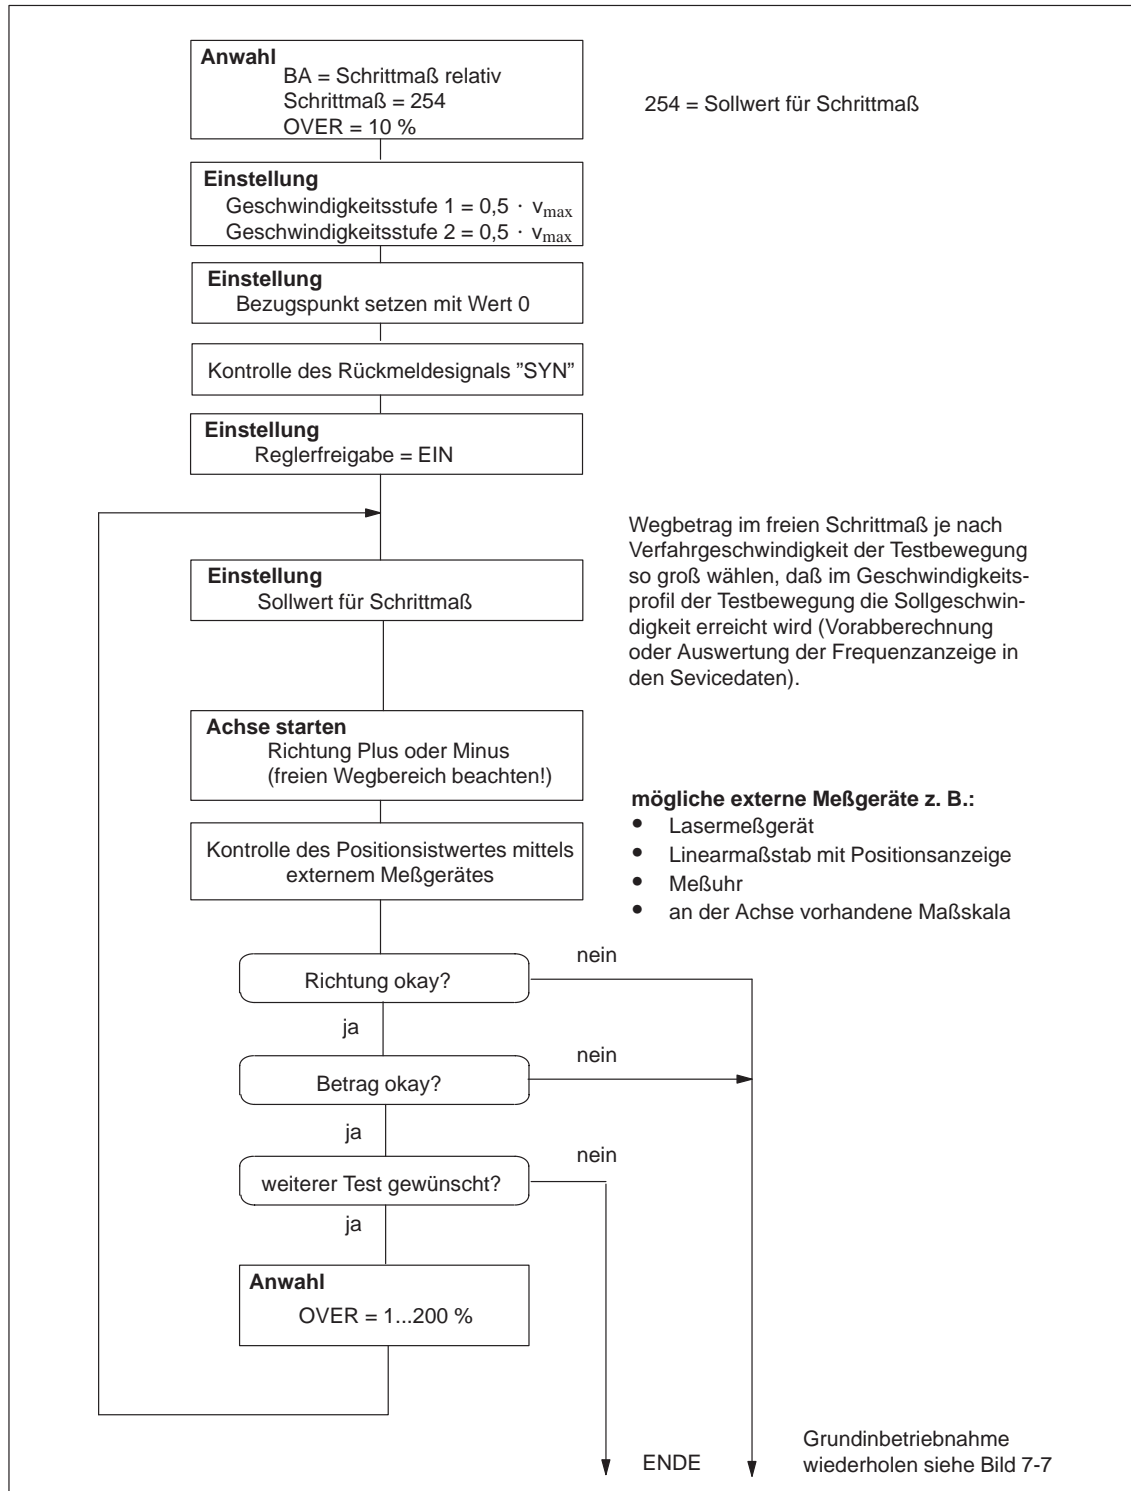 Anwahl
BA = Schrittmaß relativ
Schrittmaß = 254
OVER = 10 %
254 = Sollwert für Schrittmaß
Einstellung
Geschwindigkeitsstufe 1 = 0,5 · vmax
Geschwindigkeitsstufe 2 = 0,5 · vmax
Einstellung
Bezugspunkt setzen mit Wert 0
Kontrolle des Rückmeldesignals ”SYN”
Einstellung
Reglerfreigabe = EIN
Wegbetrag im freien Schrittmaß je nach
Verfahrgeschwindigkeit der Testbewegung
so groß wählen, daß im Geschwindigkeits-
profil der Testbewegung die Sollgeschwin-
digkeit erreicht wird (Vorabberechnung
oder Auswertung der Frequenzanzeige in
den Sevicedaten).
Einstellung
Sollwert für Schrittmaß
Achse starten
Richtung Plus oder Minus
(freien Wegbereich beachten!)
mögliche externe Meßgeräte z. B.:
• Lasermeßgerät
• Linearmaßstab mit Positionsanzeige
• Meßuhr
• an der Achse vorhandene Maßskala
Kontrolle des Positionsistwertes mittels
externem Meßgerätes
Richtung okay?
nein
ja
Betrag okay?
nein
ja
weiterer Test gewünscht?
nein
ja
Anwahl
OVER = 1...200 %
ENDE
Grundinbetriebnahme
wiederholen siehe Bild 7-7